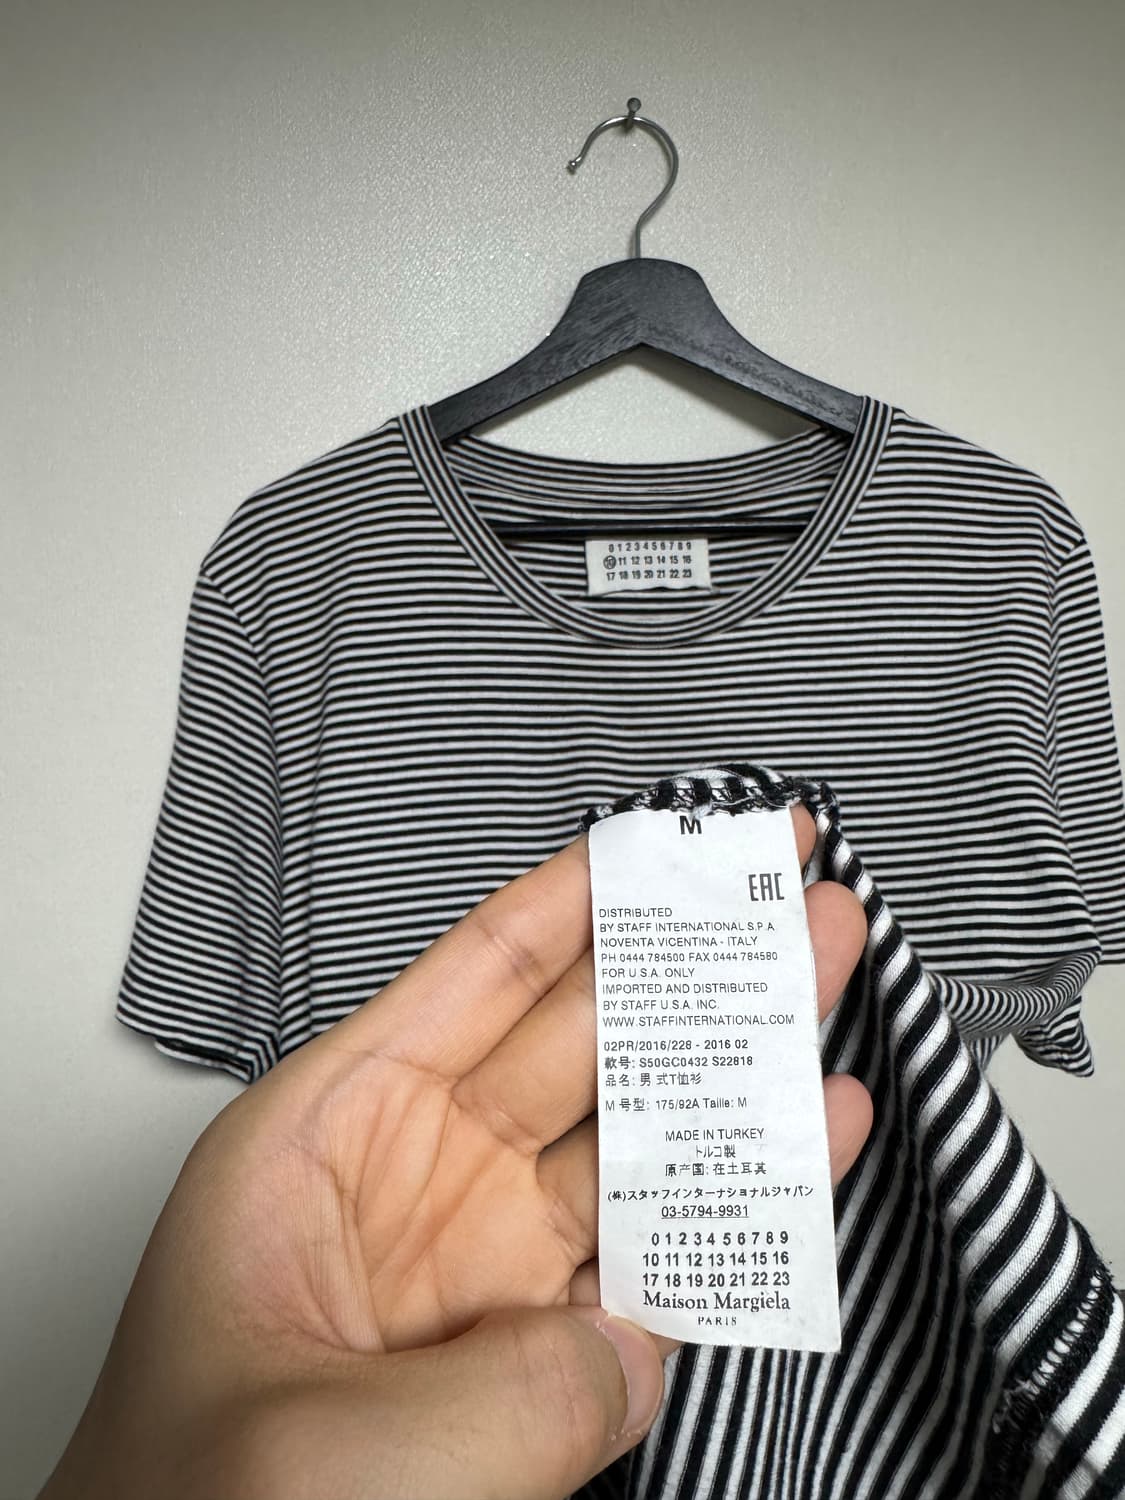 0 1 2 3 4 5 6 7 8 9
10 11 12 13 14 15 16
17 18 19 20 21 22 23
M
EAC
DISTRIBUTED
BY STAFF INTERNATIONAL S.P.A.
NOVENTA VICENTINA - ITALY
PH 0444 784500 FAX 0444 784580
FOR U.S.A. ONLY
IMPORTED AND DISTRIBUTED
BY STAFF U.S.A. INC.
WWW.STAFFINTERNATIONAL.COM
02PR/2016/228 - 2016 02
款号: S50GC0432 S22818
品名: 男 式T恤衫
M 号型: 175/92A Taille: M
MADE IN TURKEY
トルコ製
原产国: 在土耳其
(株)スタッフインターナショナルジャパン
03-5794-9931
0 1 2 3 4 5 6 7 8 9
10 11 12 13 14 15 16
17 18 19 20 21 22 23
Maison Margiela
PARIS